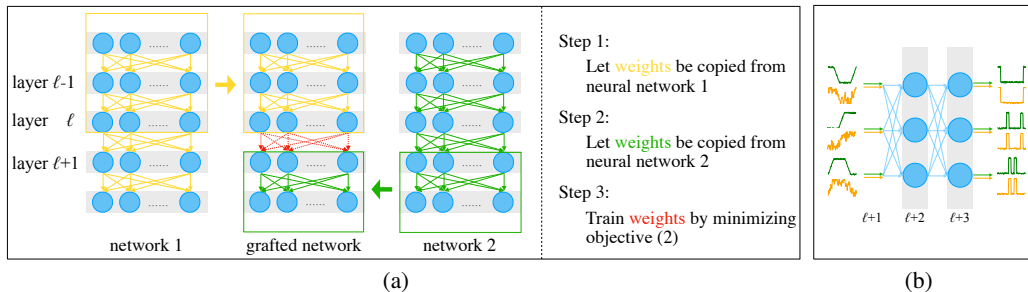 ......
......
......
layer ℓ-1
......
......
......
layer ℓ
......
......
......
layer ℓ+1
......
......
......
......
......
......
network 1
grafted network
network 2
Step 1:
Let weights be copied from
neural network 1
Step 2:
Let weights be copied from
neural network 2
Step 3:
Train weights by minimizing
objective (2)
(a)
ℓ+1
ℓ+2
ℓ+3
(b)